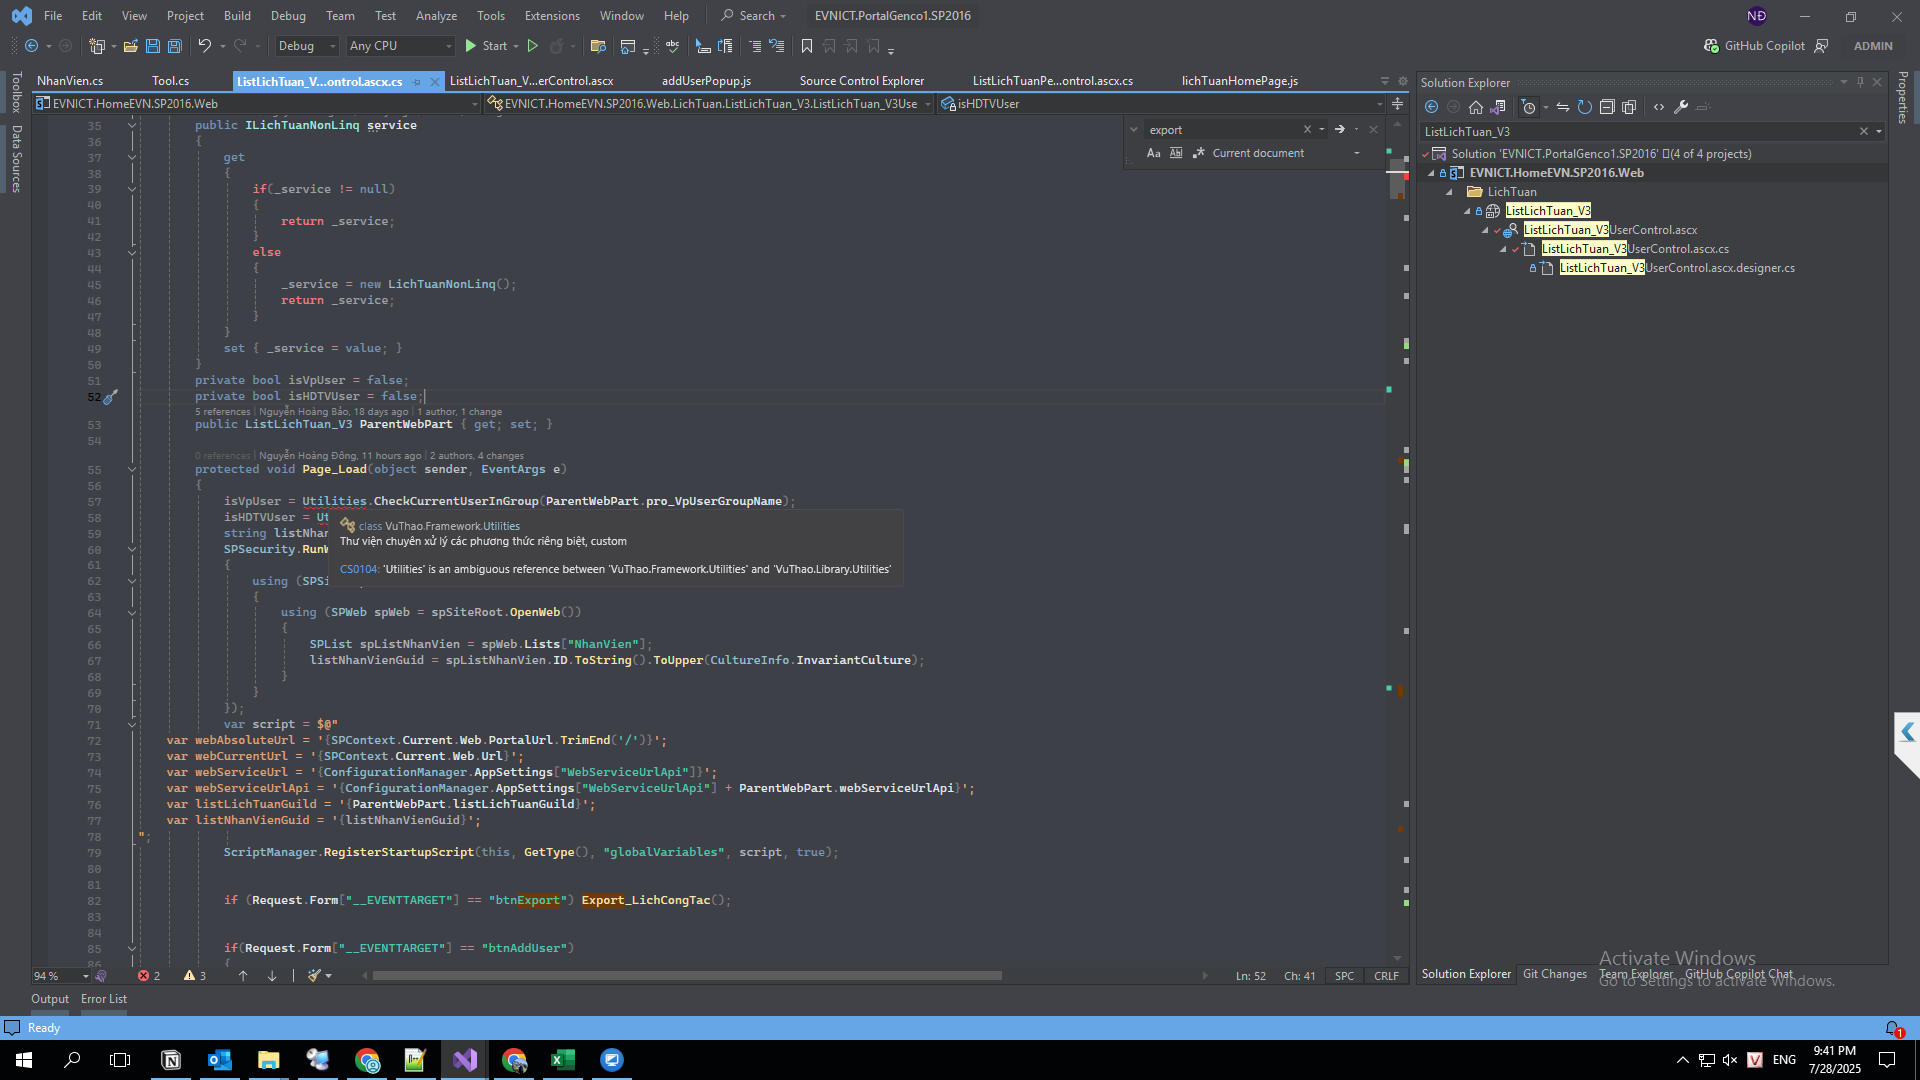 File Edit View Project Build Debug Team Test Analyze Tools Extensions Window Help Search EVNICT.PortalGenco1.SP2016 NĐ
Debug Any CPU Start GitHub Copilot ADMIN
NhanVien.cs Tool.cs ListLichTuan_V...ontrol.ascx.cs ListLichTuan_V...erControl.ascx addUserPopup.js Source Control Explorer ListLichTuanPe...ontrol.ascx.cs lichTuanHomePage.js
EVNICT.HomeEVN.SP2016.Web EVNICT.HomeEVN.SP2016.Web.LichTuan.ListLichTuan_V3.ListLichTuan_V3Use isHDTVUser
Toolbox
Data Sources
export
Aa Ab Current document
35 public ILichTuanNonLinq service
36 {
37 get
38 {
39 if(_service != null)
40 {
41 return _service;
42 }
43 else
44 {
45 _service = new LichTuanNonLinq();
46 return _service;
47 }
48 }
49 set { _service = value; }
50 }
51 private bool isVpUser = false;
52 private bool isHDTVUser = false;
5 references | Nguyễn Hoàng Bảo, 18 days ago | 1 author, 1 change
53 public ListLichTuan_V3 ParentWebPart { get; set; }
54
0 references | Nguyễn Hoàng Đông, 11 hours ago | 2 authors, 4 changes
55 protected void Page_Load(object sender, EventArgs e)
56 {
57 isVpUser = Utilities.CheckCurrentUserInGroup(ParentWebPart.pro_VpUserGroupName);
58 isHDTVUser = Ut
59 string listNhan
60 SPSecurity.RunW
class VuThao.Framework.Utilities
Thư viện chuyên xử lý các phương thức riêng biệt, custom
CS0104: 'Utilities' is an ambiguous reference between 'VuThao.Framework.Utilities' and 'VuThao.Library.Utilities'
61 {
62 using (SPSi
63 {
64 using (SPWeb spWeb = spSiteRoot.OpenWeb())
65 {
66 SPList spListNhanVien = spWeb.Lists["NhanVien"];
67 listNhanVienGuid = spListNhanVien.ID.ToString().ToUpper(CultureInfo.InvariantCulture);
68 }
69 }
70 });
71 var script = $@"
72 var webAbsoluteUrl = '{SPContext.Current.Web.PortalUrl.TrimEnd('/')}';
73 var webCurrentUrl = '{SPContext.Current.Web.Url}';
74 var webServiceUrl = '{ConfigurationManager.AppSettings["WebServiceUrlApi"]}';
75 var webServiceUrlApi = '{ConfigurationManager.AppSettings["WebServiceUrlApi"] + ParentWebPart.webServiceUrlApi}';
76 var listLichTuanGuild = '{ParentWebPart.listLichTuanGuild}';
77 var listNhanVienGuid = '{listNhanVienGuid}';
78 ";
79 ScriptManager.RegisterStartupScript(this, GetType(), "globalVariables", script, true);
80
81
82 if (Request.Form["__EVENTTARGET"] == "btnExport") Export_LichCongTac();
83
84
85 if(Request.Form["__EVENTTARGET"] == "btnAddUser")
86 {
94 % 2 3 Ln: 52 Ch: 41 SPC CRLF
Output Error List
Ready
Solution Explorer
ListLichTuan_V3
Solution 'EVNICT.PortalGenco1.SP2016' (4 of 4 projects)
EVNICT.HomeEVN.SP2016.Web
LichTuan
ListLichTuan_V3
ListLichTuan_V3UserControl.ascx
ListLichTuan_V3UserControl.ascx.cs
ListLichTuan_V3UserControl.ascx.designer.cs
Properties
Activate Windows
Go to Settings to activate Windows.
Solution Explorer Git Changes Team Explorer GitHub Copilot Chat
1
V ENG 9:41 PM
7/28/2025